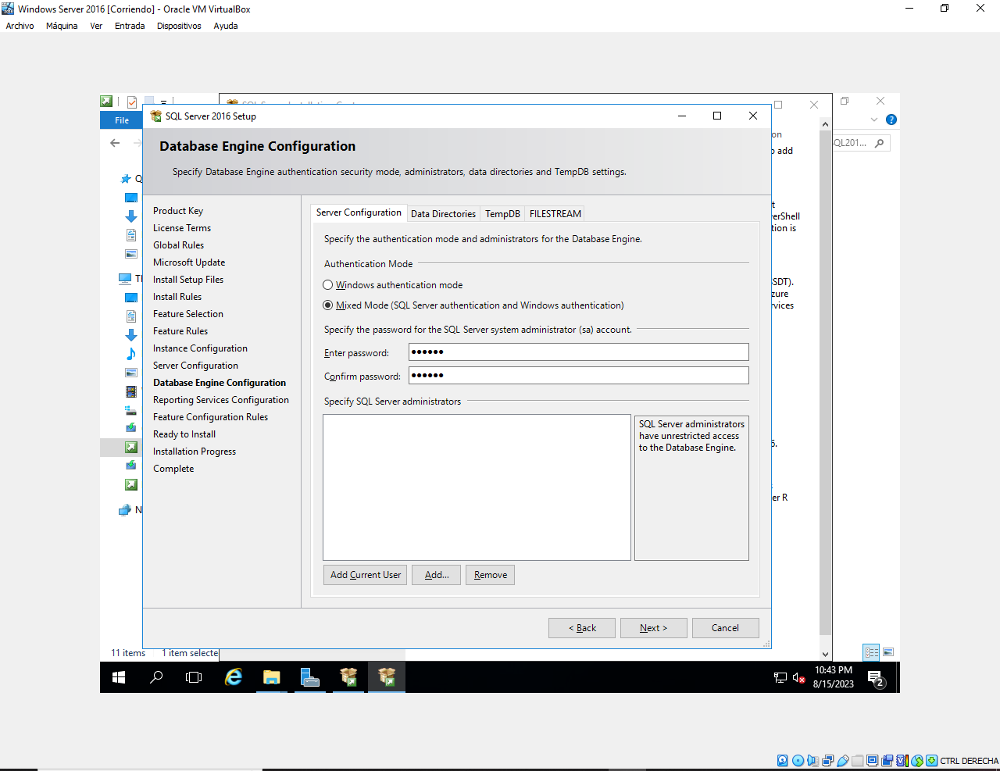 Windows Server 2016 [Corriendo] - Oracle VM VirtualBox
Archivo Máquina Ver Entrada Dispositivos Ayuda
SQL Server 2016 Setup
File
Database Engine Configuration
Specify Database Engine authentication security mode, administrators, data directories and TempDB settings.
on
o add
QL201...
Q
Product Key
License Terms
Global Rules
Microsoft Update
Install Setup Files
Install Rules
Feature Selection
Feature Rules
Instance Configuration
Server Configuration
Database Engine Configuration
Reporting Services Configuration
Feature Configuration Rules
Ready to Install
Installation Progress
Complete
Server Configuration Data Directories TempDB FILESTREAM
Specify the authentication mode and administrators for the Database Engine.
Authentication Mode
Windows authentication mode
Mixed Mode (SQL Server authentication and Windows authentication)
Specify the password for the SQL Server system administrator (sa) account.
Enter password: ●●●●●●
Confirm password: ●●●●●●
Specify SQL Server administrators
SQL Server administrators
have unrestricted access
to the Database Engine.
Add Current User Add... Remove
< Back Next > Cancel
t
erShell
tion is
SSDT).
zure
rvices
6.
er R
N
11 items 1 item selecte
10:43 PM
8/15/2023
2
CTRL DERECHA